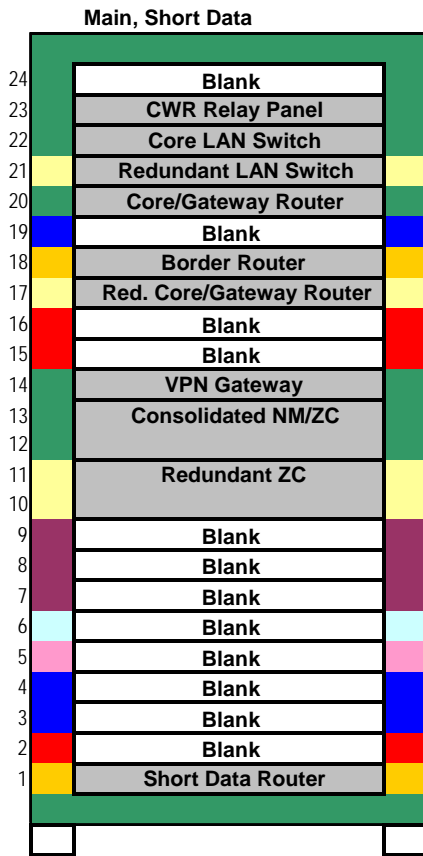 Main, Short Data
24 Blank
23 CWR Relay Panel
22 Core LAN Switch
21 Redundant LAN Switch
20 Core/Gateway Router
19 Blank
18 Border Router
17 Red. Core/Gateway Router
16 Blank
15 Blank
14 VPN Gateway
13 Consolidated NM/ZC
12
11 Redundant ZC
10
9 Blank
8 Blank
7 Blank
6 Blank
5 Blank
4 Blank
3 Blank
2 Blank
1 Short Data Router